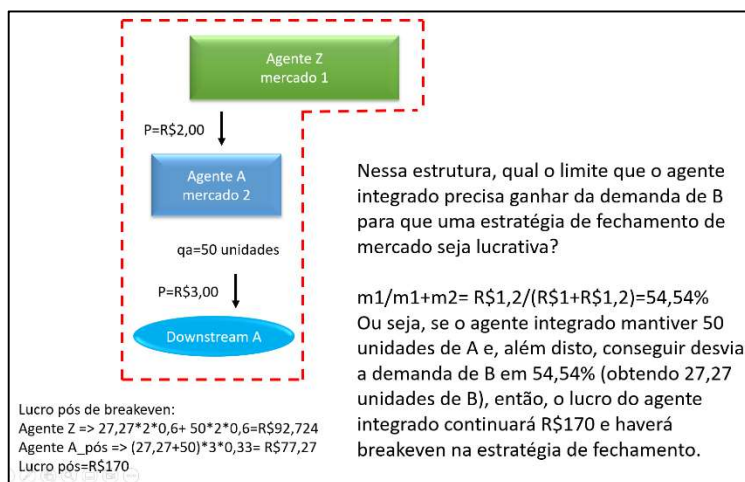 Agente Z
mercado 1
P=R$2,00
Agente A
mercado 2
qa=50 unidades
P=R$3,00
Downstream A
Lucro pós de breakeven:
Agente Z => 27,27*2*0,6+ 50*2*0,6=R$92,724
Agente A_pós => (27,27+50)*3*0,33= R$77,27
Lucro pós=R$170
Nessa estrutura, qual o limite que o agente
integrado precisa ganhar da demanda de B
para que uma estratégia de fechamento de
mercado seja lucrativa?
m1/m1+m2= R$1,2/(R$1+R$1,2)=54,54%
Ou seja, se o agente integrado mantiver 50
unidades de A e, além disto, conseguir desvia
a demanda de B em 54,54% (obtendo 27,27
unidades de B), então, o lucro do agente
integrado continuará R$170 e haverá
breakeven na estratégia de fechamento.